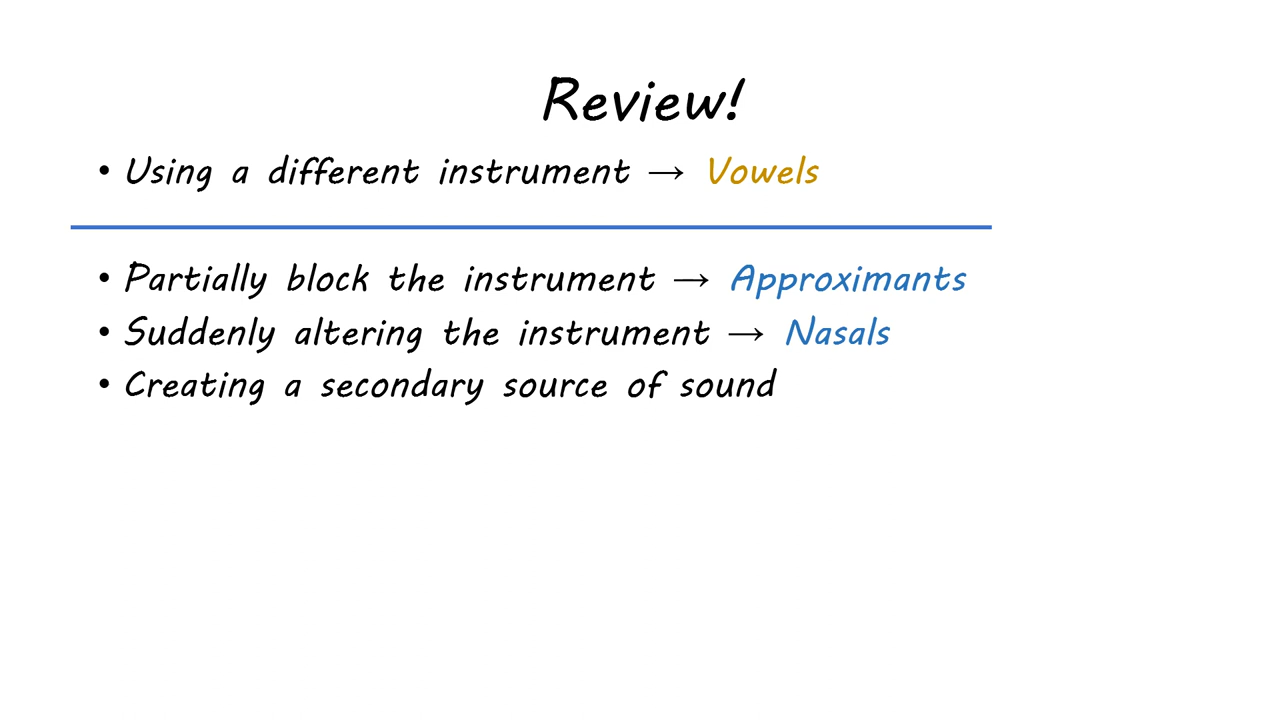 Review!
• Using a different instrument → Vowels
• Partially block the instrument → Approximants
• Suddenly altering the instrument → Nasals
• Creating a secondary source of sound